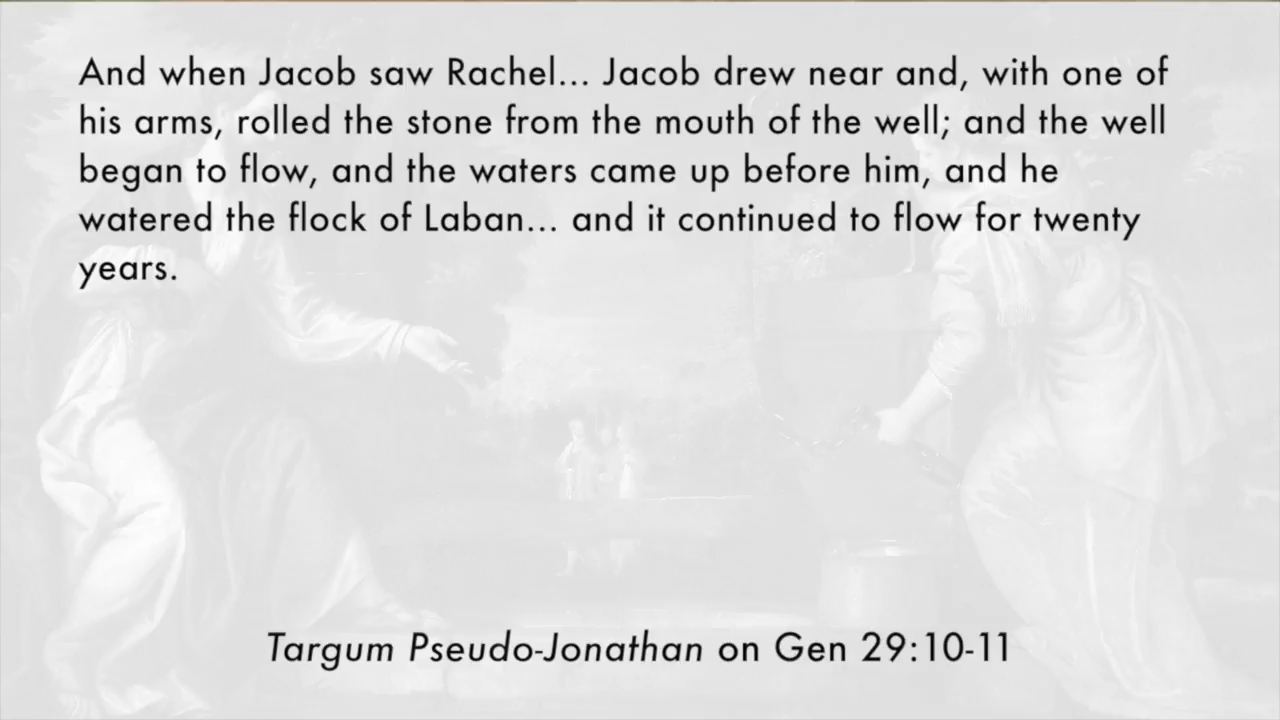 And when Jacob saw Rachel... Jacob drew near and, with one of
his arms, rolled the stone from the mouth of the well; and the well
began to flow, and the waters came up before him, and he
watered the flock of Laban... and it continued to flow for twenty
years.
Targum Pseudo-Jonathan on Gen 29:10-11